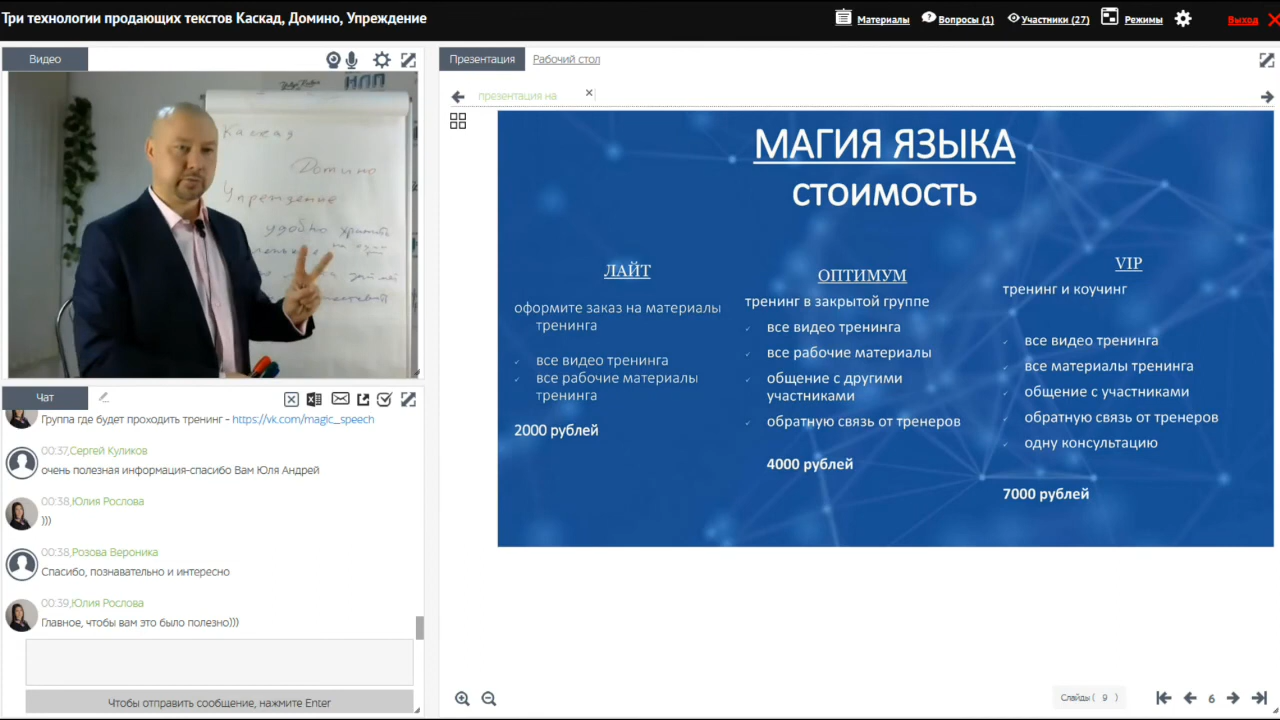 Три технологии продающих текстов Каскад, Домино, Упреждение
Материалы
Вопросы (1)
Участники (27)
Режимы
Выход
Видео
НЛП
Каскад
Домино
Упреждение
удобно хранить
Чат
Группа где будет проходить тренинг - https://vk.com/magic_speech
00:37,Сергей Куликов
очень полезная информация-спасибо Вам Юля Андрей
00:38,Юлия Рослова
)))
00:38,Розова Вероника
Спасибо, познавательно и интересно
00:39,Юлия Рослова
Главное, чтобы вам это было полезно)))
Чтобы отправить сообщение, нажмите Enter
Презентация
Рабочий стол
презентация на
МАГИЯ ЯЗЫКА
СТОИМОСТЬ
ЛАЙТ
оформите заказ на материалы
тренинга
все видео тренинга
все рабочие материалы
тренинга
2000 рублей
ОПТИМУМ
тренинг в закрытой группе
все видео тренинга
все рабочие материалы
общение с другими
участниками
обратную связь от тренеров
4000 рублей
VIP
тренинг и коучинг
все видео тренинга
все материалы тренинга
общение с участниками
обратную связь от тренеров
одну консультацию
7000 рублей
Слайды ( 9 )
6